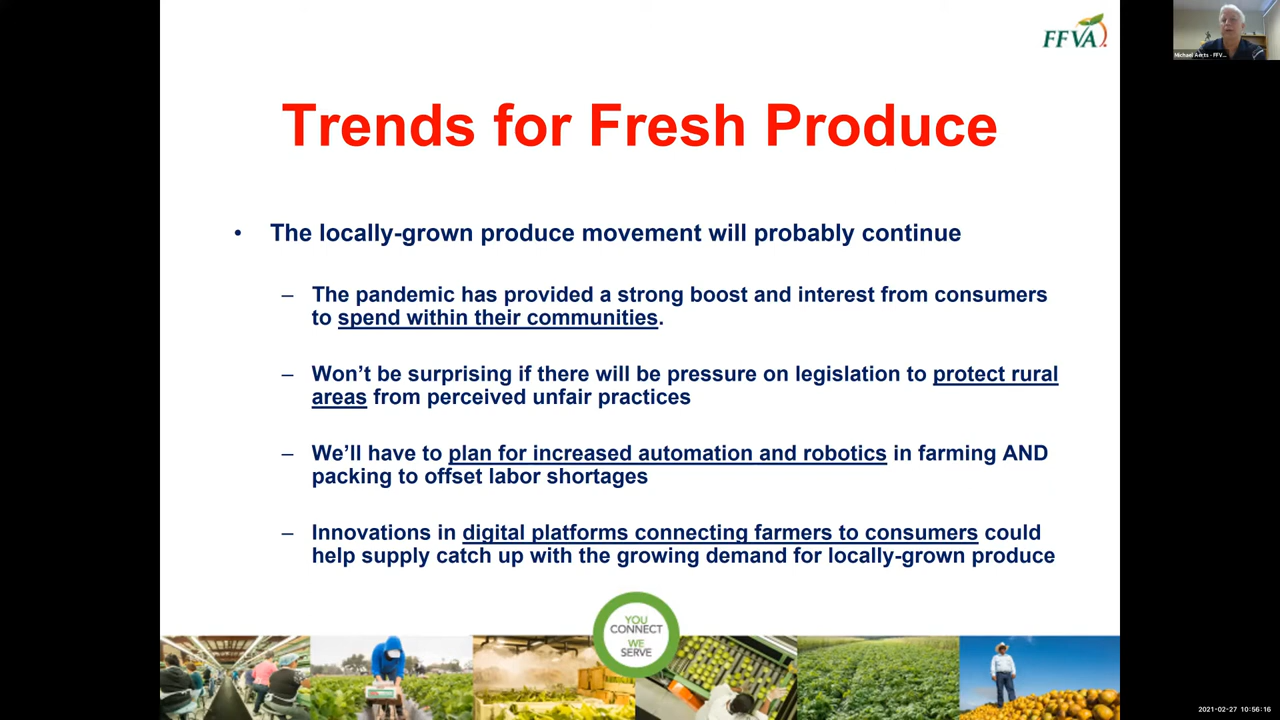 FFVA
Michael Aerts - FFV...
Trends for Fresh Produce
• The locally-grown produce movement will probably continue
– The pandemic has provided a strong boost and interest from consumers
to spend within their communities.
– Won’t be surprising if there will be pressure on legislation to protect rural
areas from perceived unfair practices
– We’ll have to plan for increased automation and robotics in farming AND
packing to offset labor shortages
– Innovations in digital platforms connecting farmers to consumers could
help supply catch up with the growing demand for locally-grown produce
YOU
CONNECT
WE
SERVE
2021-02-27 10:56:16